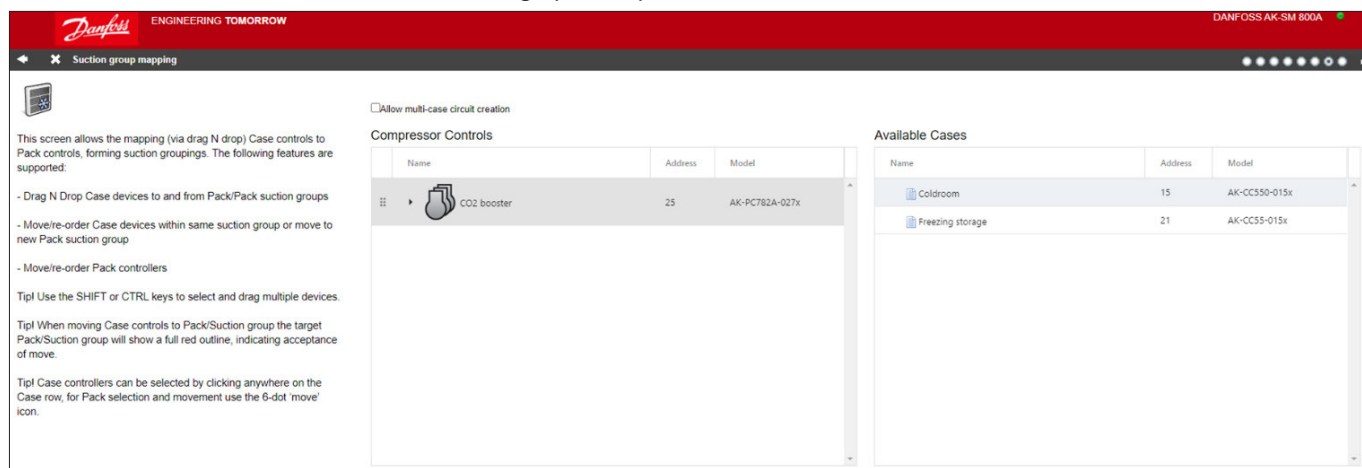 Danfoss
ENGINEERING TOMORROW
DANFOSS AK-SM 800A
Suction group mapping
This screen allows the mapping (via drag N drop) Case controls to
Pack controls, forming suction groupings. The following features are
supported:
- Drag N Drop Case devices to and from Pack/Pack suction groups
- Move/re-order Case devices within same suction group or move to
new Pack suction group
- Move/re-order Pack controllers
Tip! Use the SHIFT or CTRL keys to select and drag multiple devices.
Tip! When moving Case controls to Pack/Suction group the target
Pack/Suction group will show a full red outline, indicating acceptance
of move.
Tip! Case controllers can be selected by clicking anywhere on the
Case row, for Pack selection and movement use the 6-dot 'move'
icon.
Allow multi-case circuit creation
Compressor Controls
Name Address Model
CO2 booster 25 AK-PC782A-027x
Available Cases
Name Address Model
Coldroom 15 AK-CC550-015x
Freezing storage 21 AK-CC55-015x